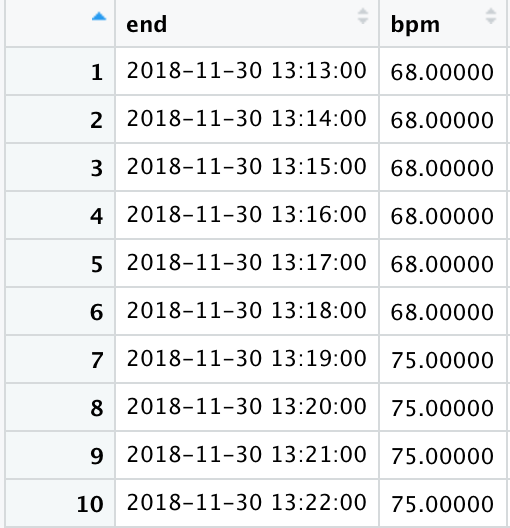 end bpm
1 2018-11-30 13:13:00 68.00000
2 2018-11-30 13:14:00 68.00000
3 2018-11-30 13:15:00 68.00000
4 2018-11-30 13:16:00 68.00000
5 2018-11-30 13:17:00 68.00000
6 2018-11-30 13:18:00 68.00000
7 2018-11-30 13:19:00 75.00000
8 2018-11-30 13:20:00 75.00000
9 2018-11-30 13:21:00 75.00000
10 2018-11-30 13:22:00 75.00000